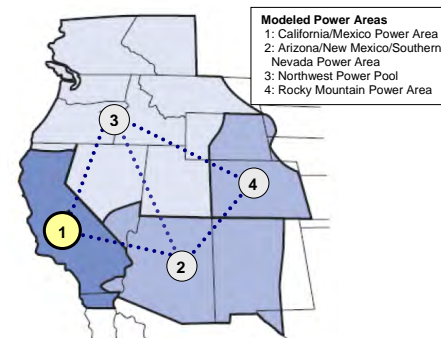 Modeled Power Areas
1: California/Mexico Power Area
2: Arizona/New Mexico/Southern
Nevada Power Area
3: Northwest Power Pool
4: Rocky Mountain Power Area
3
4
1
2